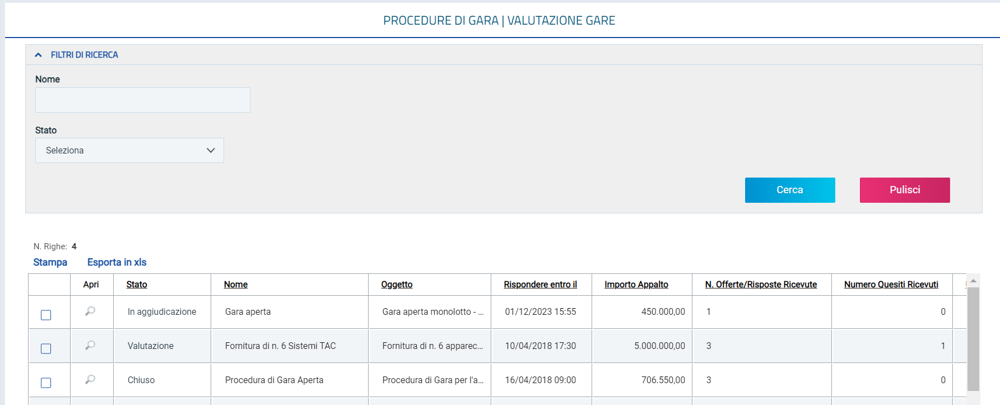 PROCEDURE DI GARA | VALUTAZIONE GARE
FILTRI DI RICERCA
Nome
Stato
Seleziona
Cerca Pulisci
N. Righe: 4
Stampa Esporta in xls
Apri Stato Nome Oggetto Rispondere entro il Importo Appalto N. Offerte/Risposte Ricevute Numero Quesiti Ricevuti
In aggiudicazione Gara aperta Gara aperta monolotto - ... 01/12/2023 15:55 450.000,00 1 0
Valutazione Fornitura di n. 6 Sistemi TAC Fornitura di n. 6 apparec... 10/04/2018 17:30 5.000.000,00 3 1
Chiuso Procedura di Gara Aperta Procedura di Gara per l'a... 16/04/2018 09:00 706.550,00 3 0